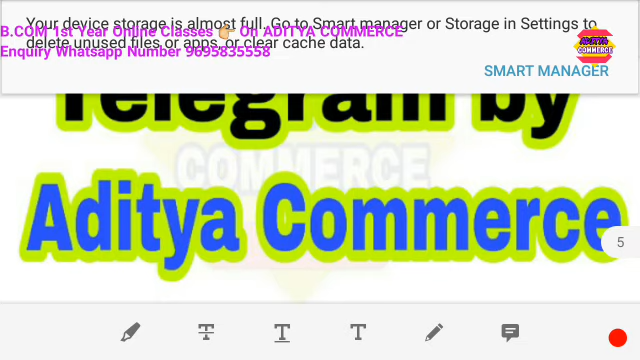 Your device storage is almost full. Go to Smart manager or Storage in Settings to
delete unused files or apps, or clear cache data.
B.COM 1st Year Online Classes 👉 On ADITYA COMMERCE
Enquiry Whatsapp Number 9695835558
ADITYA
COMMERCE
SMART MANAGER
Telegram by
COMMERCE
Aditya Commerce
5
T
T
T